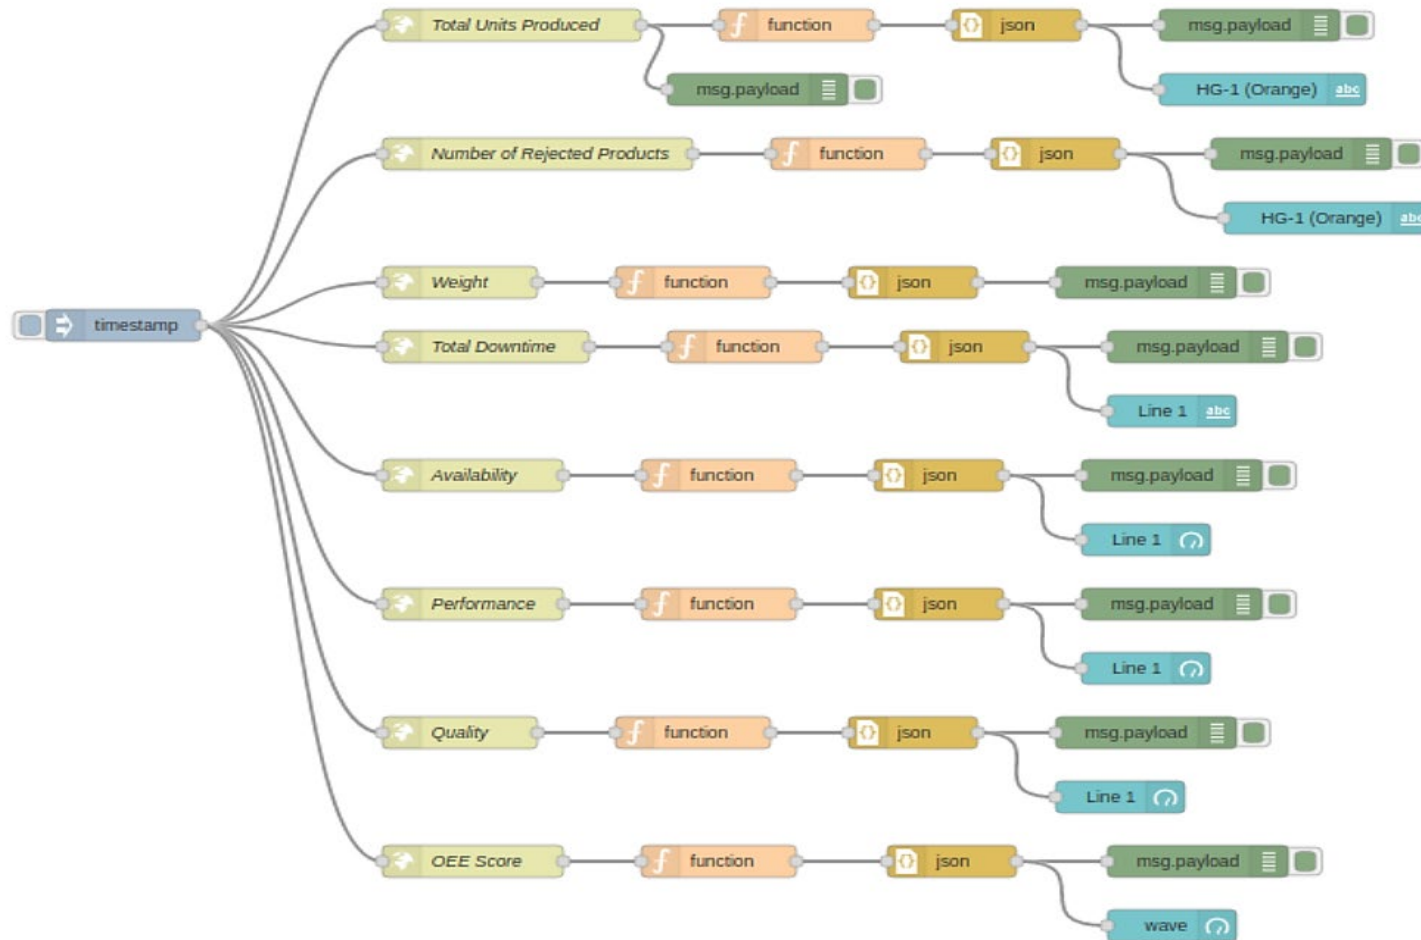 Total Units Produced function json msg.payload
msg.payload HG-1 (Orange) abc
Number of Rejected Products function json msg.payload
HG-1 (Orange) abc
Weight function json msg.payload
timestamp
Total Downtime function json msg.payload
Line 1 abc
Availability function json msg.payload
Line 1
Performance function json msg.payload
Line 1
Quality function json msg.payload
Line 1
OEE Score function json msg.payload
wave